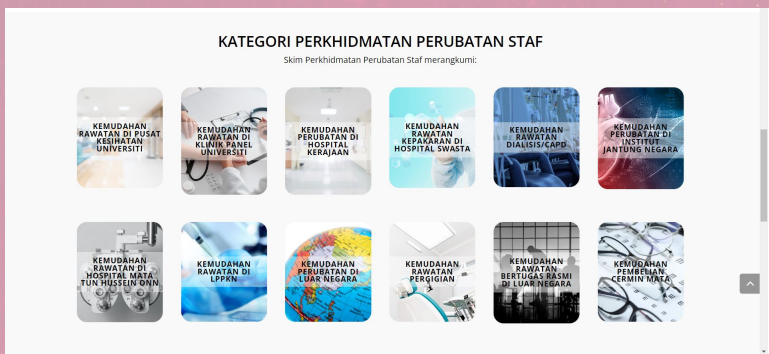 KATEGORI PERKHIDMATAN PERUBATAN STAF
Skim Perkhidmatan Perubatan Staf merangkumi:
KEMUDAHAN
RAWATAN DI PUSAT
KESIHATAN
UNIVERSITI
KEMUDAHAN
RAWATAN DI
KLINIK PANEL
UNIVERSITI
KEMUDAHAN
PERUBATAN DI
HOSPITAL
KERAJAAN
KEMUDAHAN
RAWATAN
KEPAKARAN DI
HOSPITAL SWASTA
KEMUDAHAN
RAWATAN
DIALISIS/CAPD
KEMUDAHAN
PERUBATAN DI
INSTITUT
JANTUNG NEGARA
KEMUDAHAN
RAWATAN DI
HOSPITAL MATA
TUN HUSSEIN ONN
KEMUDAHAN
RAWATAN DI
LPPKN
KEMUDAHAN
PERUBATAN DI
LUAR NEGARA
KEMUDAHAN
RAWATAN
PERGIGIAN
KEMUDAHAN
RAWATAN
BERTUGAS RASMI
DI LUAR NEGARA
KEMUDAHAN
PEMBELIAN
CERMIN MATA